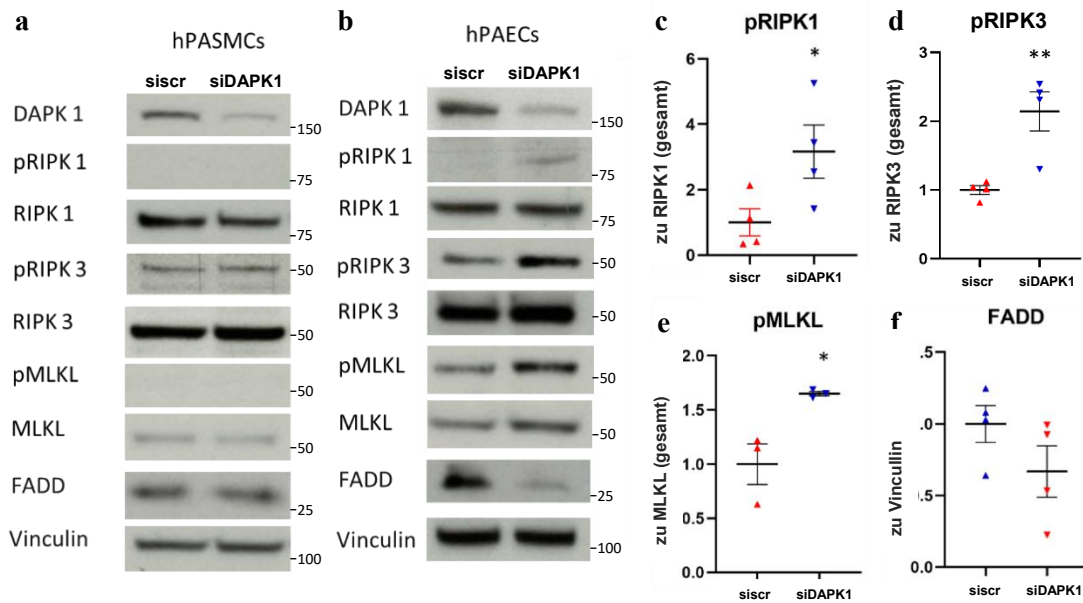 a
hPASMCs
siscr siDAPK1
DAPK 1
150
pRIPK 1
75
RIPK 1
75
pRIPK 3
50
RIPK 3
50
pMLKL
50
MLKL
50
FADD
25
Vinculin
100
b
hPAECs
siscr siDAPK1
DAPK 1
150
pRIPK 1
75
RIPK 1
75
pRIPK 3
50
RIPK 3
50
pMLKL
50
MLKL
50
FADD
25
Vinculin
100
c
pRIPK1
zu RIPK1 (gesamt)
6
4
2
0
*
siscr siDAPK1
d
pRIPK3
zu RIPK3 (gesamt)
3
2
1
0
**
siscr siDAPK1
e
pMLKL
zu MLKL (gesamt)
2.0
1.5
1.0
0.5
0.0
*
siscr siDAPK1
f
FADD
zu Vincullin
.5
.0
.5
.0
siscr siDAPK1